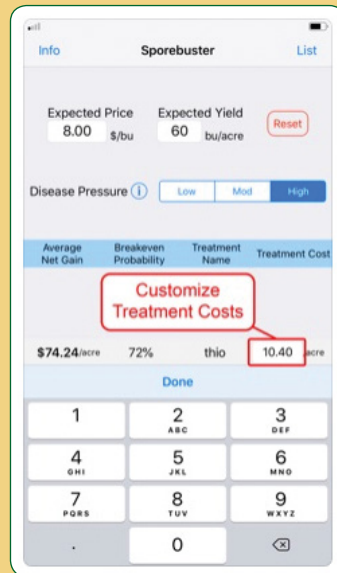 Info Sporebuster List
Expected Price Expected Yield
8.00 $/bu 60 bu/acre Reset
Disease Pressure i Low Mod High
Average Breakeven Treatment Treatment Cost
Net Gain Probability Name
Customize
Treatment Costs
$74.24/acre 72% thio 10.40 acre
Done
1 2 3
ABC DEF
4 5 6
GHI JKL MNO
7 8 9
PQRS TUV WXYZ
. 0